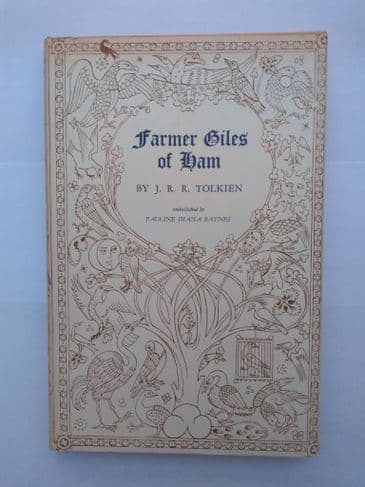 Farmer Giles
of Ham
BY J. R. R. TOLKIEN
embellished by
PAULINE DIANA BAYNES